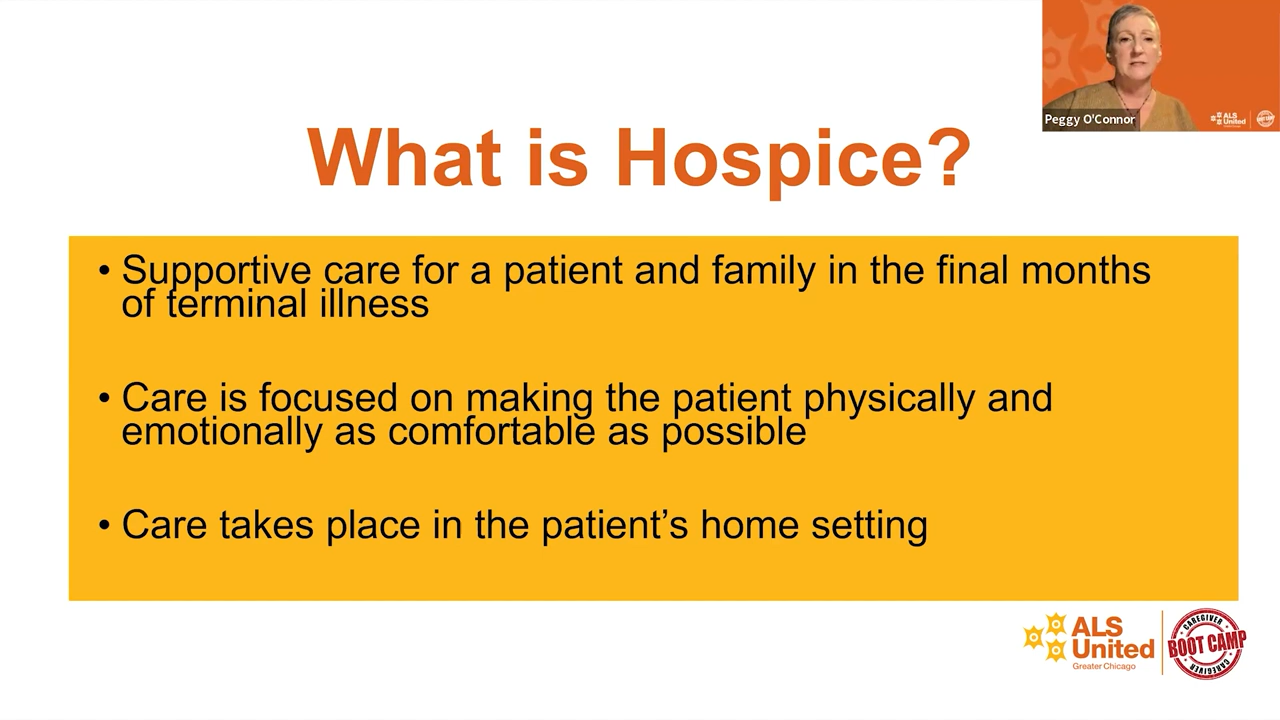 ALS
United
Peggy O'Connor
What is Hospice?
• Supportive care for a patient and family in the final months
of terminal illness
• Care is focused on making the patient physically and
emotionally as comfortable as possible
• Care takes place in the patient’s home setting
ALS
United
Greater Chicago
CAREGIVER
BOOT CAMP
CAREGIVER